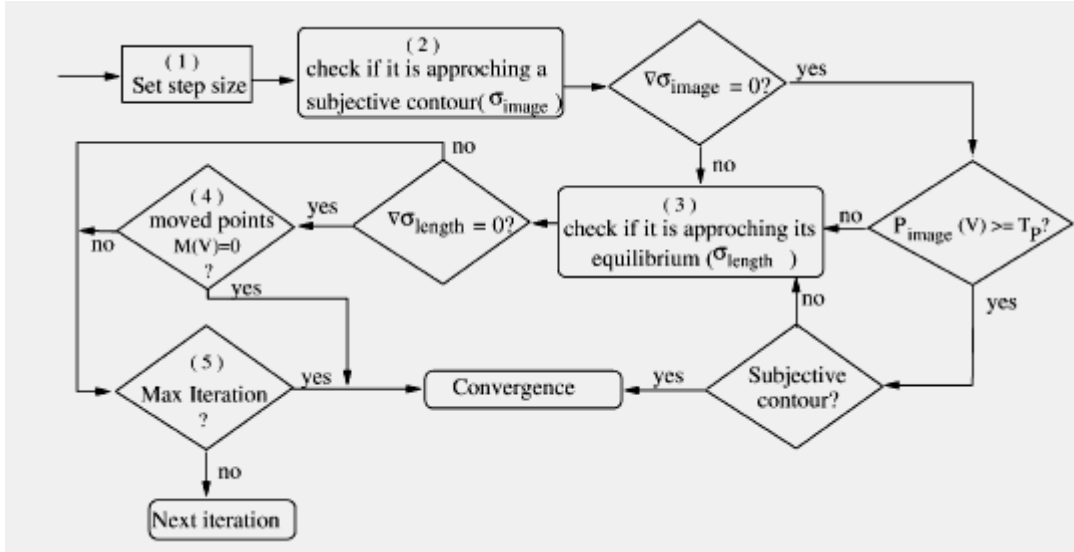 ( 1 )
Set step size
( 2 )
check if it is approching a
subjective contour( σimage )
∇σimage = 0?
yes
no
Pimage (V) >= TP?
no
yes
( 3 )
check if it is approching its
equilibrium (σlength )
no
∇σlength = 0?
yes
( 4 )
moved points
M(V)=0
?
no
yes
( 5 )
Max Iteration
?
yes
Convergence
yes
Subjective
contour?
no
no
Next iteration